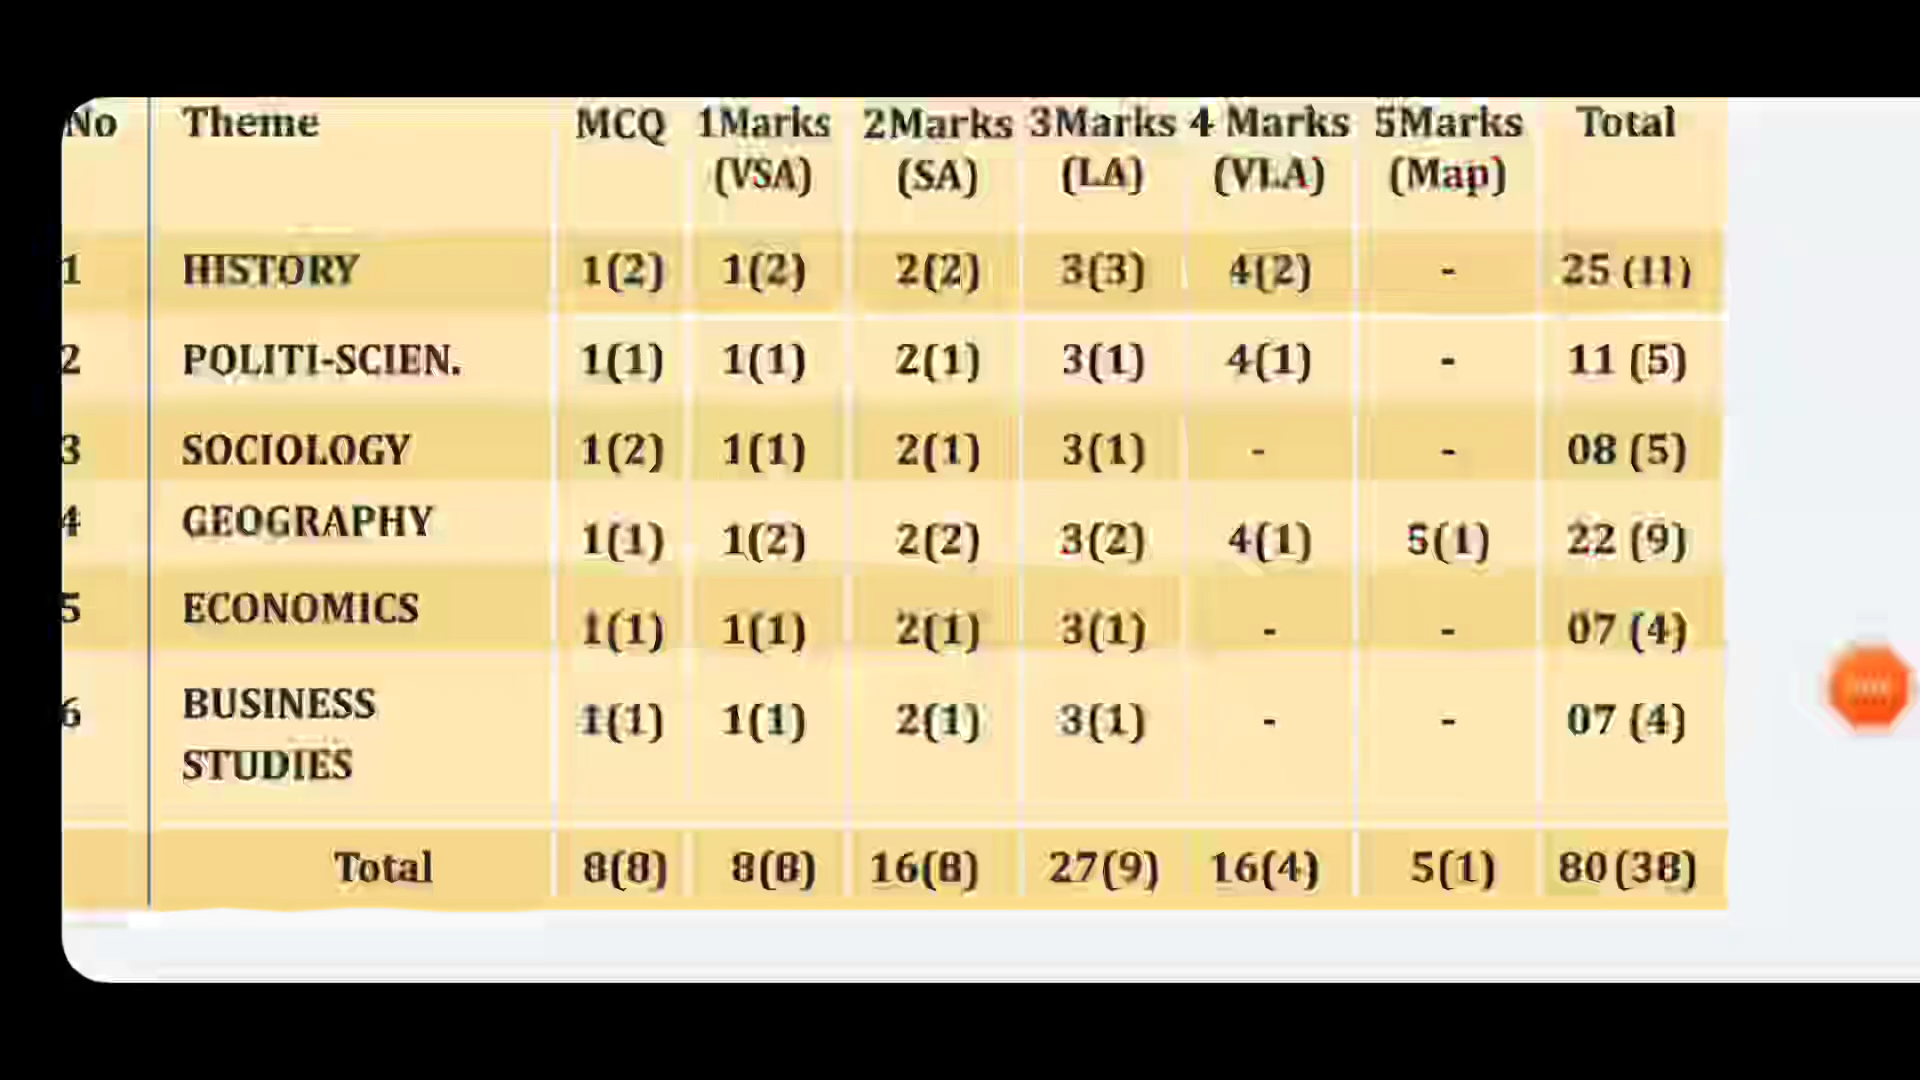 No Theme MCQ 1Marks 2Marks 3Marks 4 Marks 5Marks Total
(VSA) (SA) (LA) (VLA) (Map)
1 HISTORY 1(2) 1(2) 2(2) 3(3) 4(2) - 25 (11)
2 POLITI-SCIEN. 1(1) 1(1) 2(1) 3(1) 4(1) - 11 (5)
3 SOCIOLOGY 1(2) 1(1) 2(1) 3(1) - - 08 (5)
4 GEOGRAPHY 1(1) 1(2) 2(2) 3(2) 4(1) 5(1) 22 (9)
5 ECONOMICS 1(1) 1(1) 2(1) 3(1) - - 07 (4)
6 BUSINESS 1(1) 1(1) 2(1) 3(1) - - 07 (4)
STUDIES
Total 8(8) 8(8) 16(8) 27(9) 16(4) 5(1) 80(38)